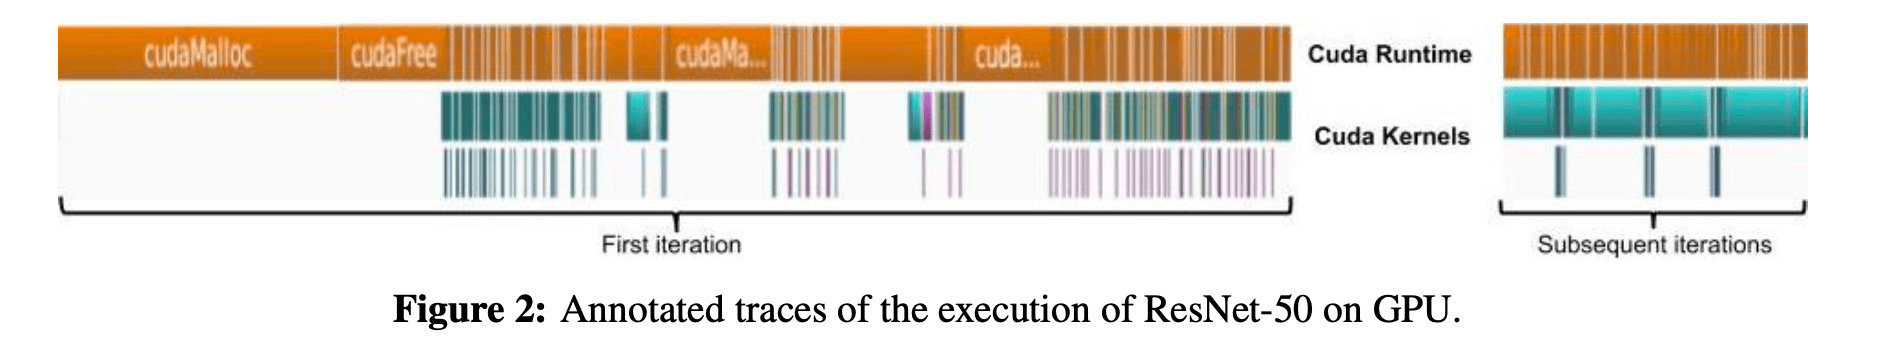 cudaMalloc cudaFree cudaMa... cuda... Cuda Runtime
Cuda Kernels
First iteration Subsequent iterations
Figure 2: Annotated traces of the execution of ResNet-50 on GPU.